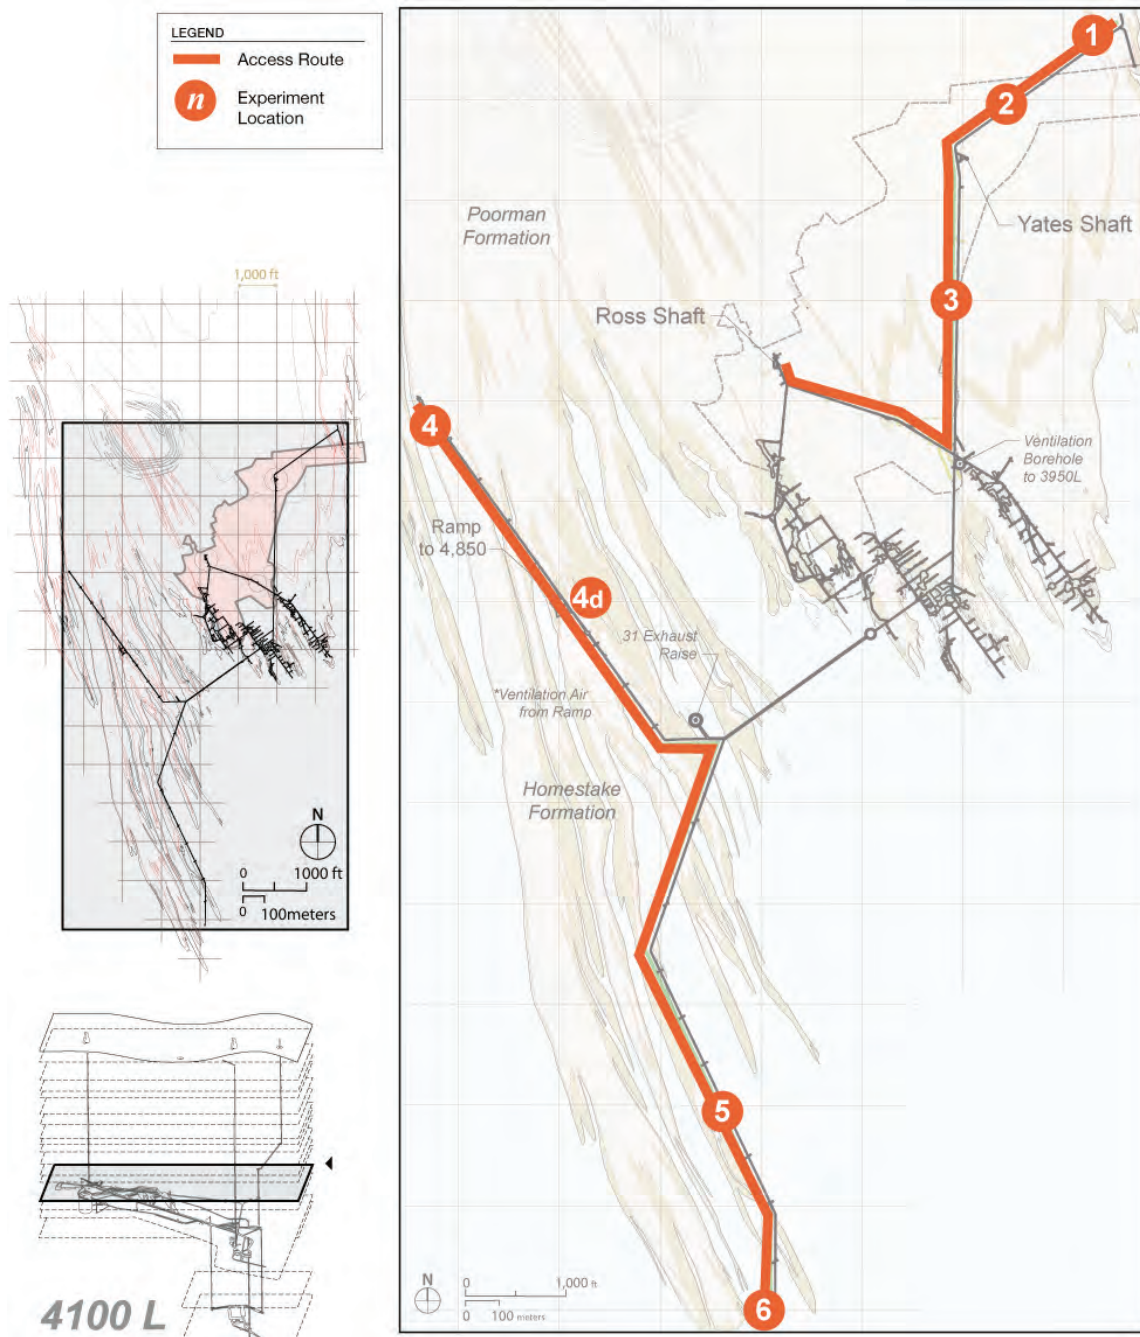 LEGEND
Access Route
n
Experiment
Location
1
2
Yates Shaft
Poorman
Formation
3
Ross Shaft
1,000 ft
4
Ventilation
Borehole
to 3950L
Ramp
to 4,850
4d
31 Exhaust
Raise
*Ventilation Air
from Ramp
Homestake
Formation
N
0 1000 ft
0 100meters
5
N
0 1,000 ft
0 100 meters
6
4100 L